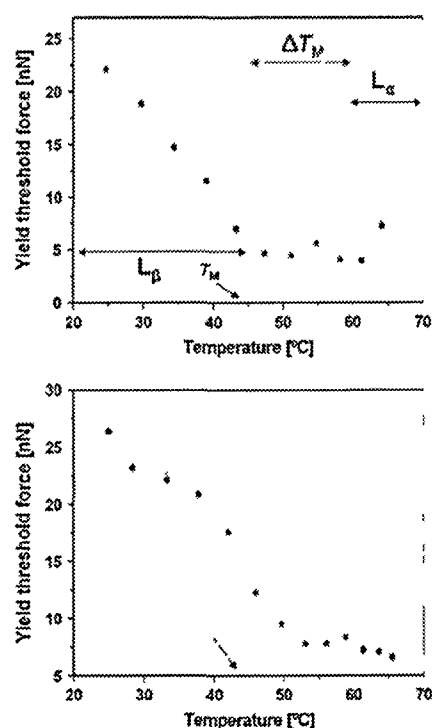 Yield threshold force [nN]
25
20
15
10
5
0
ΔT_M
L_α
L_β
T_M
20 30 40 50 60 70
Temperature [ºC]
Yield threshold force [nN]
30
25
20
15
10
5
20 30 40 50 60 70
Temperature [ºC]